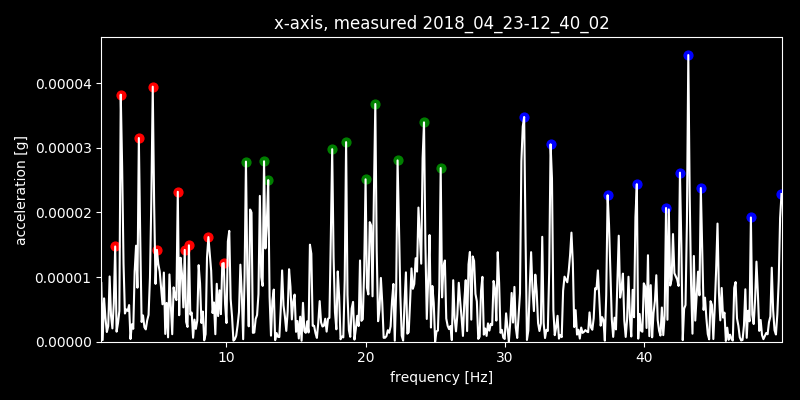 x-axis, measured 2018_04_23-12_40_02
acceleration [g]
0.00004
0.00003
0.00002
0.00001
0.00000
10 20 30 40
frequency [Hz]